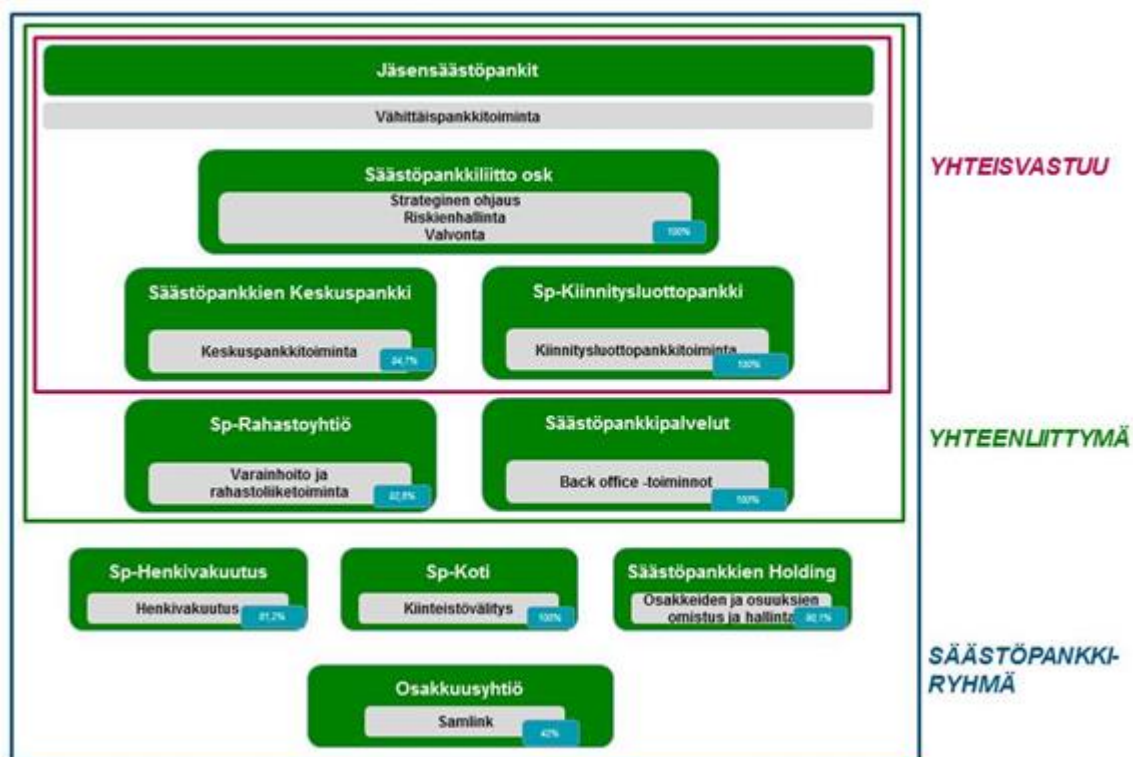 Jäsensäästöpankit
Vähittäispankkitoiminta
YHTEISVASTUU
Säästöpankkiliitto osk
Strateginen ohjaus
Riskienhallinta
Valvonta
100%
Säästöpankkien Keskuspankki
Keskuspankkitoiminta
Sp-Kiinnitysluottopankki
Kiinnitysluottopankkitoiminta
100%
Sp-Rahastoyhtiö
Varainhoito ja
rahastoliiketoiminta
Säästöpankkipalvelut
Back office -toiminnot
100%
YHTEENLIITTYMÄ
Sp-Henkivakuutus
Henkivakuutus
Sp-Koti
Kiinteistövälitys
100%
Säästöpankkien Holding
Osakkeiden ja osuuksien
omistus ja hallinta
SÄÄSTÖPANKKI-
RYHMÄ
Osakkuusyhtiö
Samlink
42%